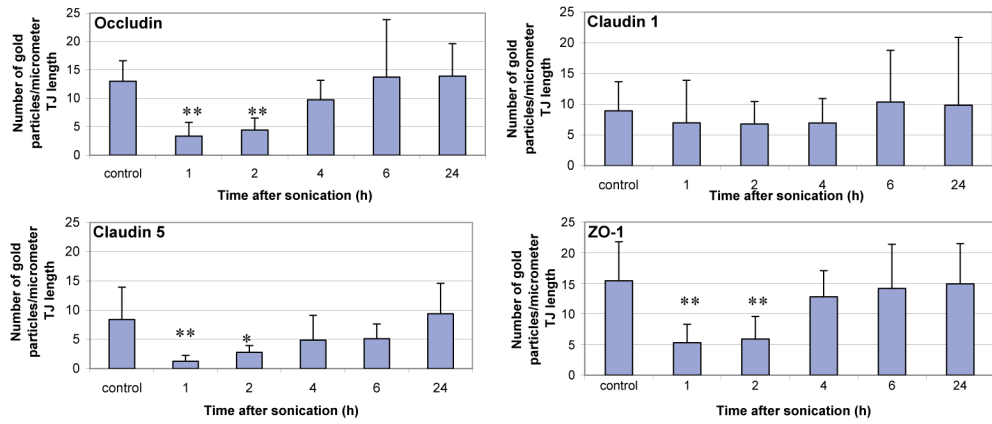 Occludin
Number of gold
particles/micrometer
TJ length
25
20
15
10
5
0
**
**
control 1 2 4 6 24
Time after sonication (h)
Claudin 1
Number of gold
particles/micrometer
TJ length
25
20
15
10
5
0
control 1 2 4 6 24
Time after sonication (h)
Claudin 5
Number of gold
particles/micrometer
TJ length
25
20
15
10
5
0
**
*
control 1 2 4 6 24
Time after sonication (h)
ZO-1
Number of gold
particles/micrometer
TJ length
25
20
15
10
5
0
** **
control 1 2 4 6 24
Time after sonication (h)